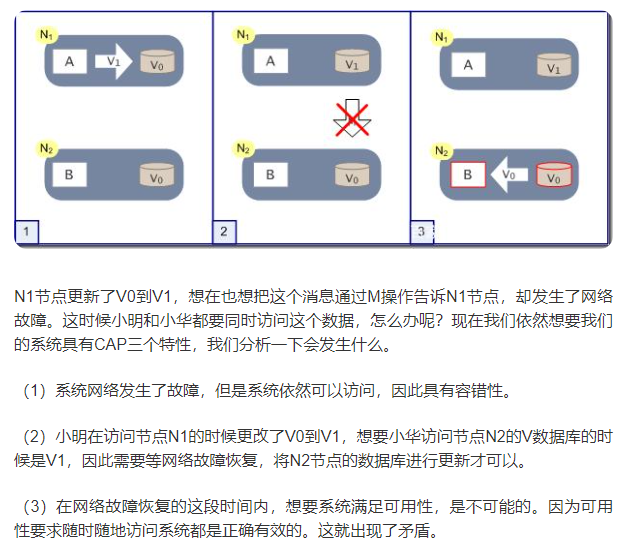 N1
A
V1
V0
N2
B
V0
1
N1
A
V1
N2
B
V0
2
N1
A
V1
N2
B
V0
V0
3
N1节点更新了V0到V1，想在也想把这个消息通过M操作告诉N1节点，却发生了网络
故障。这时候小明和小华都要同时访问这个数据，怎么办呢？现在我们依然想要我们
的系统具有CAP三个特性，我们分析一下会发生什么。
（1）系统网络发生了故障，但是系统依然可以访问，因此具有容错性。
（2）小明在访问节点N1的时候更改了V0到V1，想要小华访问节点N2的V数据库的时
候是V1，因此需要等网络故障恢复，将N2节点的数据库进行更新才可以。
（3）在网络故障恢复的这段时间内，想要系统满足可用性，是不可能的。因为可用
性要求随时随地访问系统都是正确有效的。这就出现了矛盾。